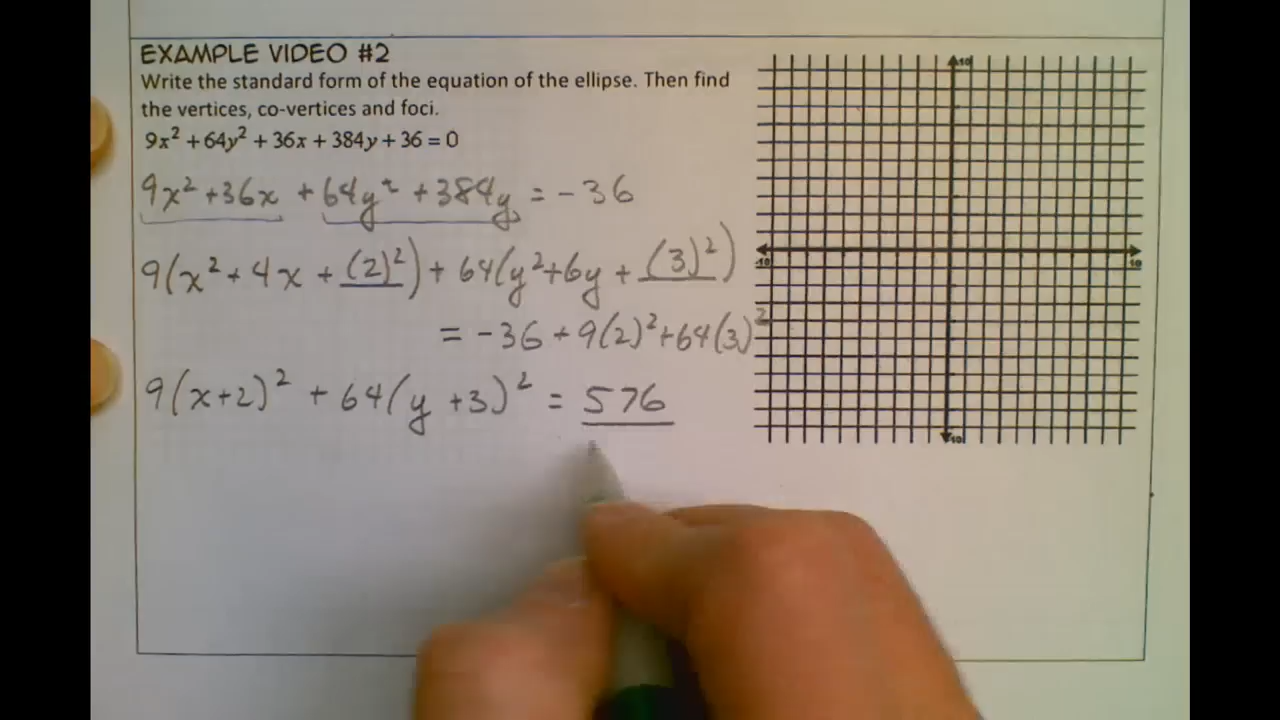 EXAMPLE VIDEO #2
Write the standard form of the equation of the ellipse. Then find
the vertices, co-vertices and foci.
9x² + 64y² + 36x + 384y + 36 = 0
9x² + 36x + 64y² + 384y = -36
9(x² + 4x + (2)²) + 64(y² + 6y + (3)²)
= -36 + 9(2)² + 64(3)²
9(x+2)² + 64(y+3)² = 576
10
-10
10
-10